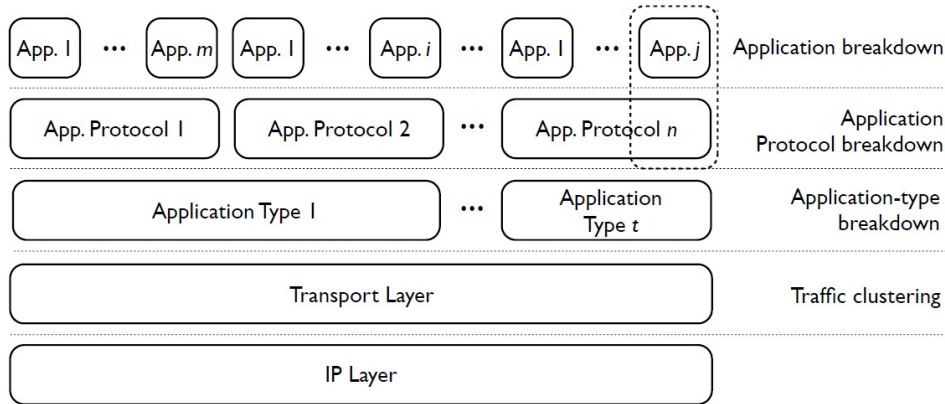 App. 1 ••• App. m App. 1 ••• App. i ••• App. 1 ••• App. j Application breakdown
App. Protocol 1 App. Protocol 2 ••• App. Protocol n Application
Protocol breakdown
Application Type 1 ••• Application
Type t
Application-type
breakdown
Transport Layer Traffic clustering
IP Layer